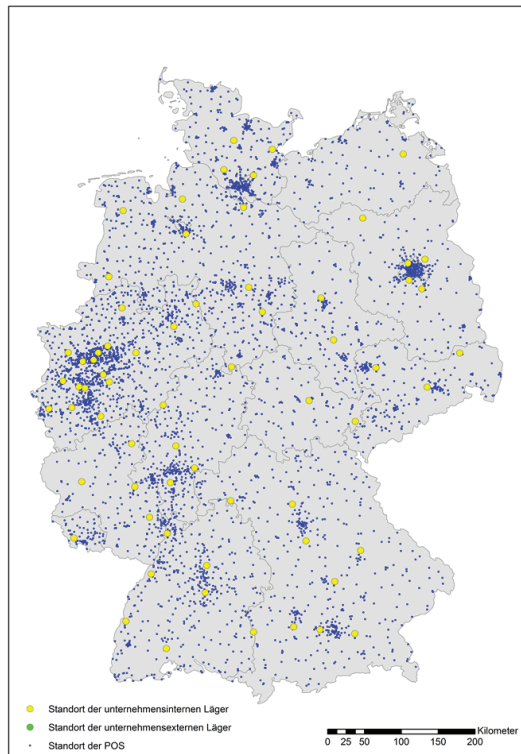 Standort der unternehmensinternen Läger
Standort der unternehmensexternen Läger
Standort der POS
Kilometer
0 25 50 100 150 200